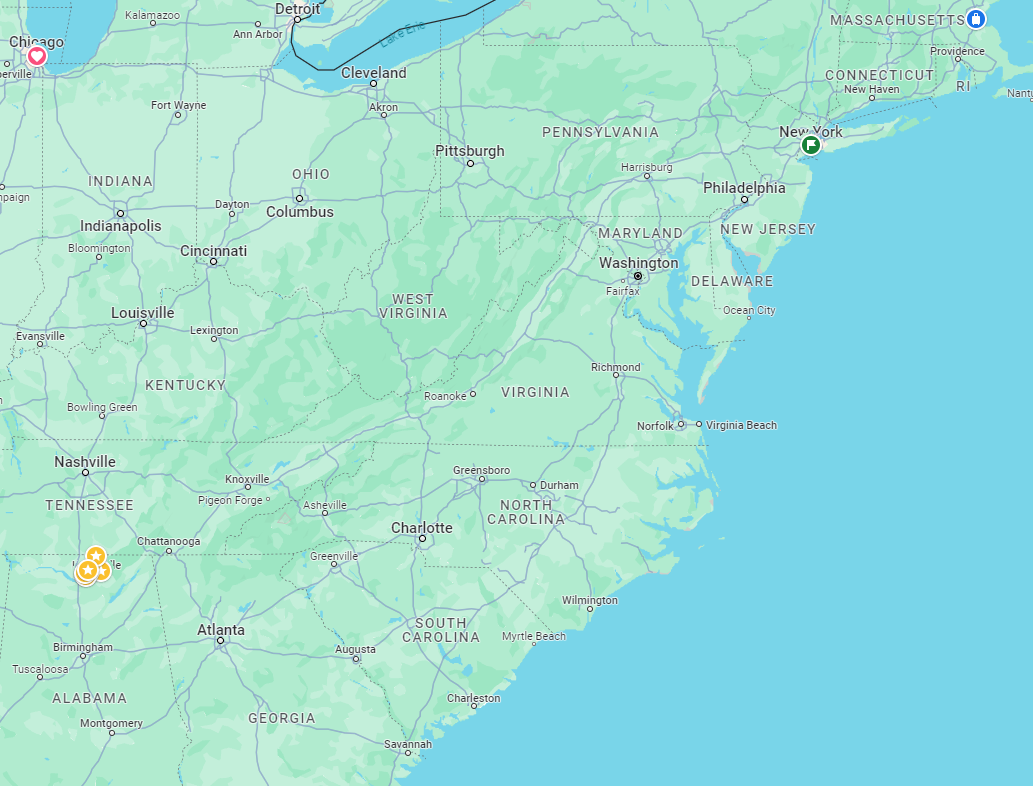 Kalamazoo
Detroit
Ann Arbor
Lake Erie
MASSACHUSETTS
Chicago
Providence
Cleveland
CONNECTICUT
New Haven
RI
Fort Wayne
Akron
PENNSYLVANIA
New York
Pittsburgh
Harrisburg
INDIANA
OHIO
Philadelphia
Dayton
Columbus
Indianapolis
MARYLAND
NEW JERSEY
Bloomington
Cincinnati
Washington
Fairfax
DELAWARE
WEST
VIRGINIA
Ocean City
Louisville
Lexington
Evansville
Richmond
KENTUCKY
Roanoke
VIRGINIA
Bowling Green
Norfolk
Virginia Beach
Nashville
Greensboro
Knoxville
Durham
Pigeon Forge
TENNESSEE
Asheville
NORTH
CAROLINA
Charlotte
Chattanooga
Greenville
Wilmington
SOUTH
CAROLINA
Atlanta
Myrtle Beach
Birmingham
Augusta
Tuscaloosa
ALABAMA
Charleston
Montgomery
GEORGIA
Savannah